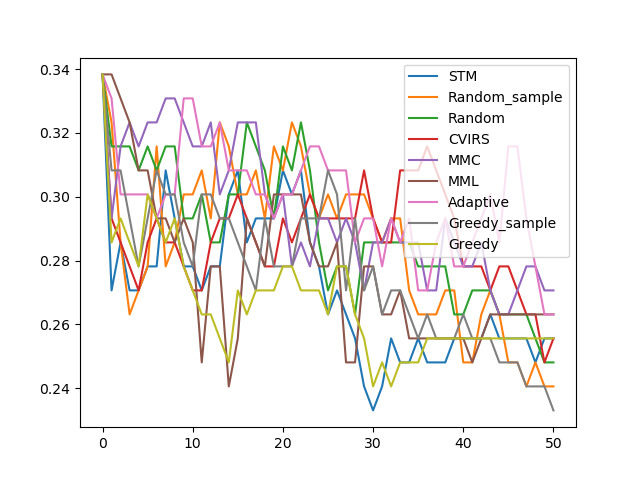 0.34
0.32
0.30
0.28
0.26
0.24
0
10
20
30
40
50
STM
Random_sample
Random
CVIRS
MMC
MML
Adaptive
Greedy_sample
Greedy